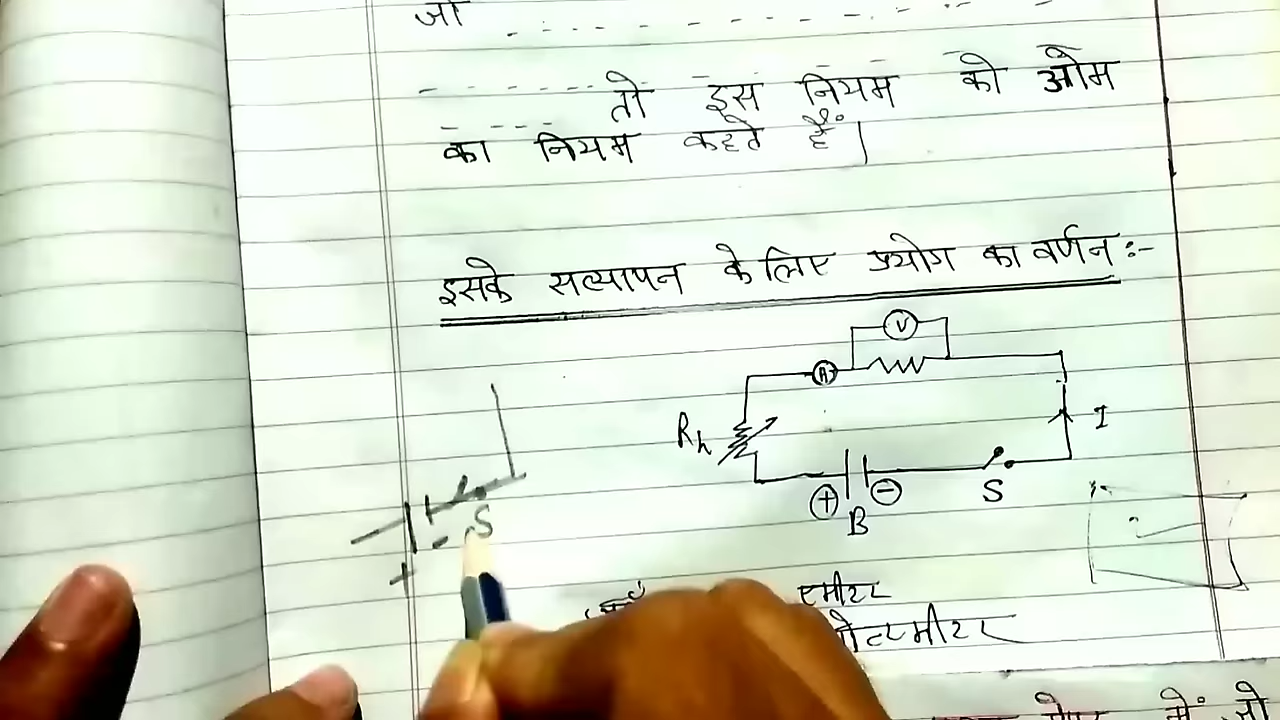 जो
तो इस नियम को ओम
का नियम कहते हैं।
इसके सत्यापन के लिए प्रयोग का वर्णन :-
V
A
Rh
I
+ -
B
S
S
- +
एमीटर
वोल्टमीटर
में जो